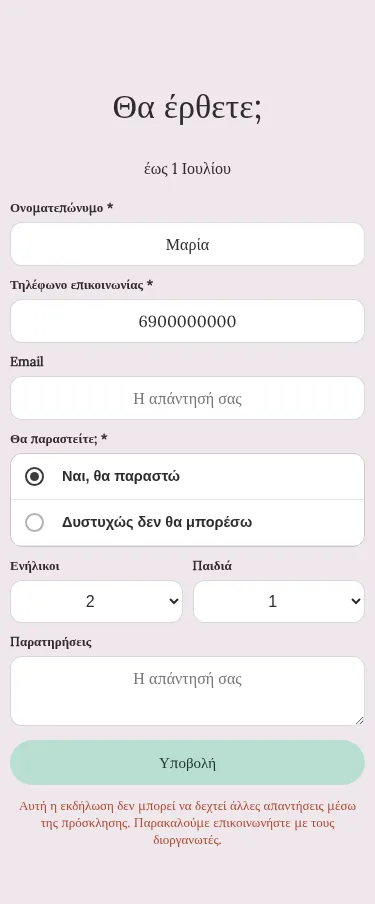 Θα έρθετε;
έως 1 Ιουλίου
Ονοματεπώνυμο *
Μαρία
Τηλέφωνο επικοινωνίας *
6900000000
Email
Η απάντησή σας
Θα παραστείτε; *
Ναι, θα παραστώ
Δυστυχώς δεν θα μπορέσω
Ενήλικοι Παιδιά
2 1
Παρατηρήσεις
Η απάντησή σας
Υποβολή
Αυτή η εκδήλωση δεν μπορεί να δεχτεί άλλες απαντήσεις μέσω
της πρόσκλησης. Παρακαλούμε επικοινωνήστε με τους
διοργανωτές.